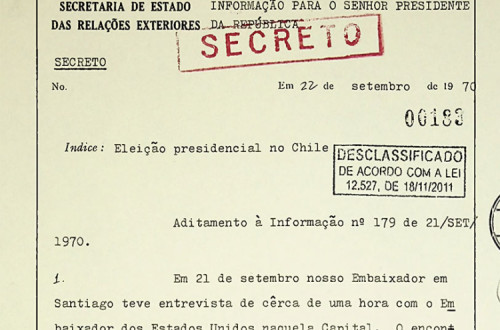 SECRETARIA DE ESTADO INFORMAÇÃO PARA O SENHOR PRESIDENTE
DAS RELAÇÕES EXTERIORES DA REPÚBLICA.
SECRETO
SECRETO
No. Em 22 de setembro de 1970
00183
Indice: Eleição presidencial no Chile
DESCLASSIFICADO
DE ACORDO COM A LEI
12.527, DE 18/11/2011
Aditamento à Informação nº 179 de 21/SET/
1970.
1. Em 21 de setembro nosso Embaixador em
Santiago teve entrevista de cêrca de uma hora com o Em
baixador dos Estados Unidos naquela Capital. O encont